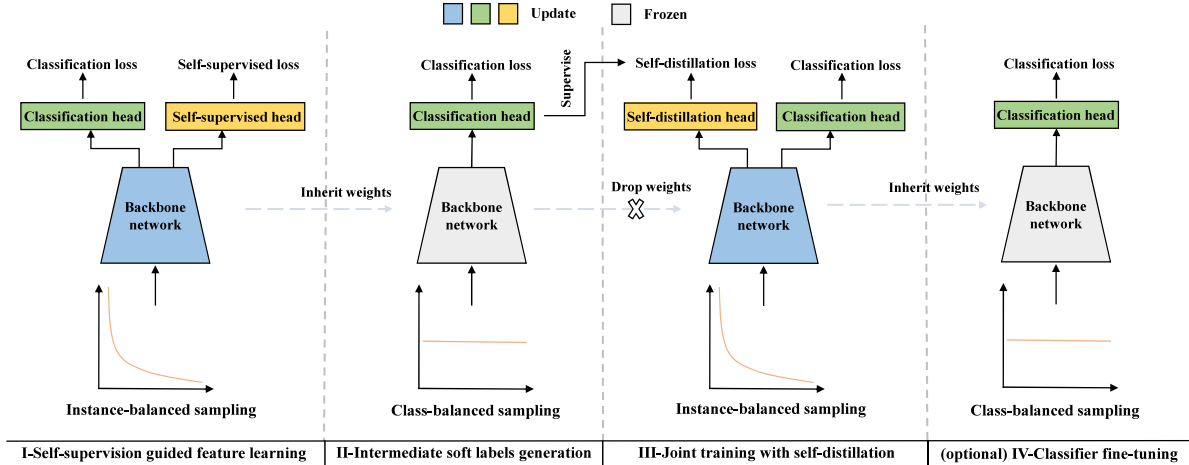 Update
Frozen
Classification loss
Self-supervised loss
Classification head
Self-supervised head
Backbone
network
Instance-balanced sampling
I-Self-supervision guided feature learning
Inherit weights
Classification loss
Classification head
Supervise
Backbone
network
Class-balanced sampling
II-Intermediate soft labels generation
Drop weights
Self-distillation loss
Classification loss
Self-distillation head
Classification head
Backbone
network
Instance-balanced sampling
III-Joint training with self-distillation
Inherit weights
Classification loss
Classification head
Backbone
network
Class-balanced sampling
(optional) IV-Classifier fine-tuning